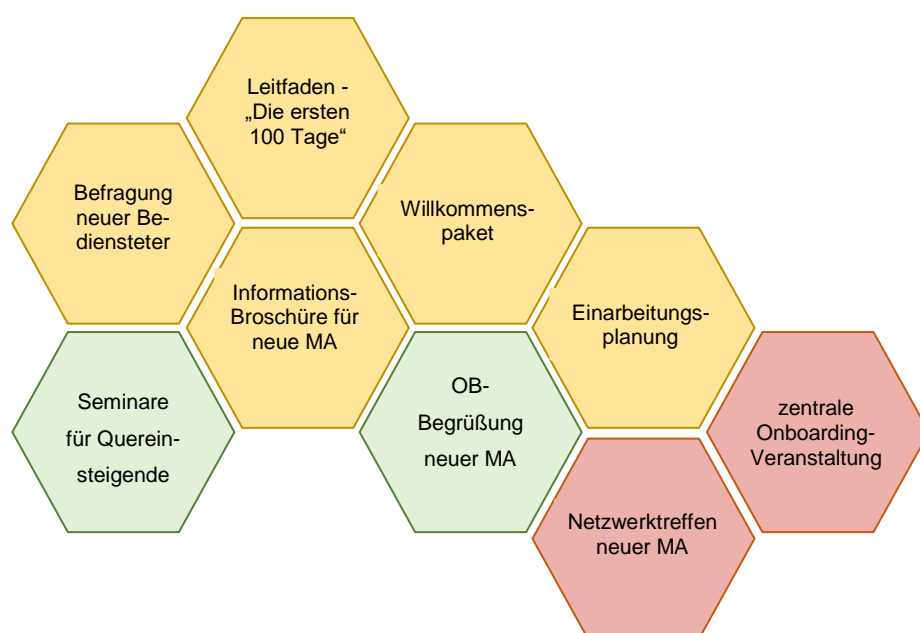 Leitfaden -
„Die ersten
100 Tage“
Befragung
neuer Be-
diensteter
Willkommens-
paket
Informations-
Broschüre für
neue MA
Einarbeitungs-
planung
Seminare
für Querein-
steigende
OB-
Begrüßung
neuer MA
zentrale
Onboarding-
Veranstaltung
Netzwerktreffen
neuer MA